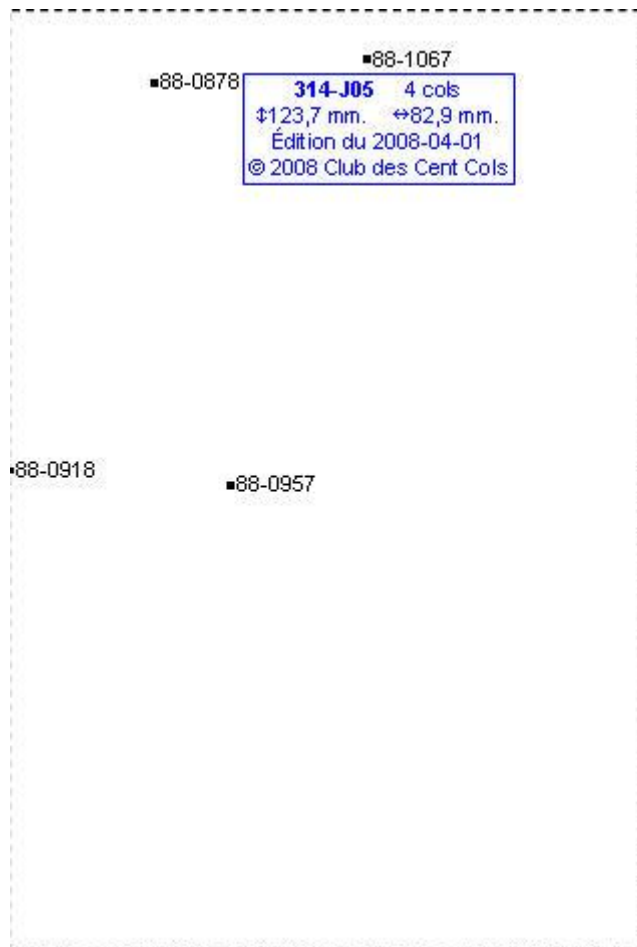 88-1067
88-0878
314-J05 4 cols
↕123,7 mm. ↔82,9 mm.
Édition du 2008-04-01
© 2008 Club des Cent Cols
88-0918
88-0957